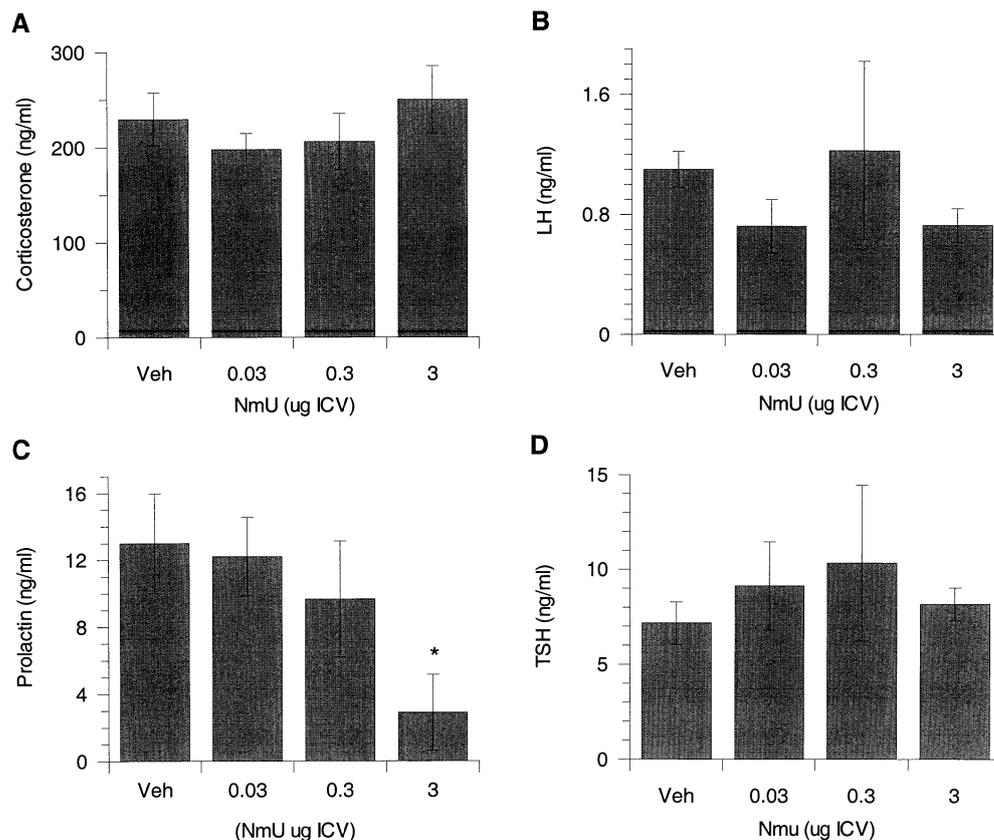 A
Corticosterone (ng/ml)
300
200
100
0
Veh 0.03 0.3 3
NmU (ug ICV)
B
LH (ng/ml)
1.6
0.8
0
Veh 0.03 0.3 3
NmU (ug ICV)
C
Prolactin (ng/ml)
16
12
8
4
0
*
Veh 0.03 0.3 3
(NmU ug ICV)
D
TSH (ng/ml)
15
10
5
0
Veh 0.03 0.3 3
Nmu (ug ICV)